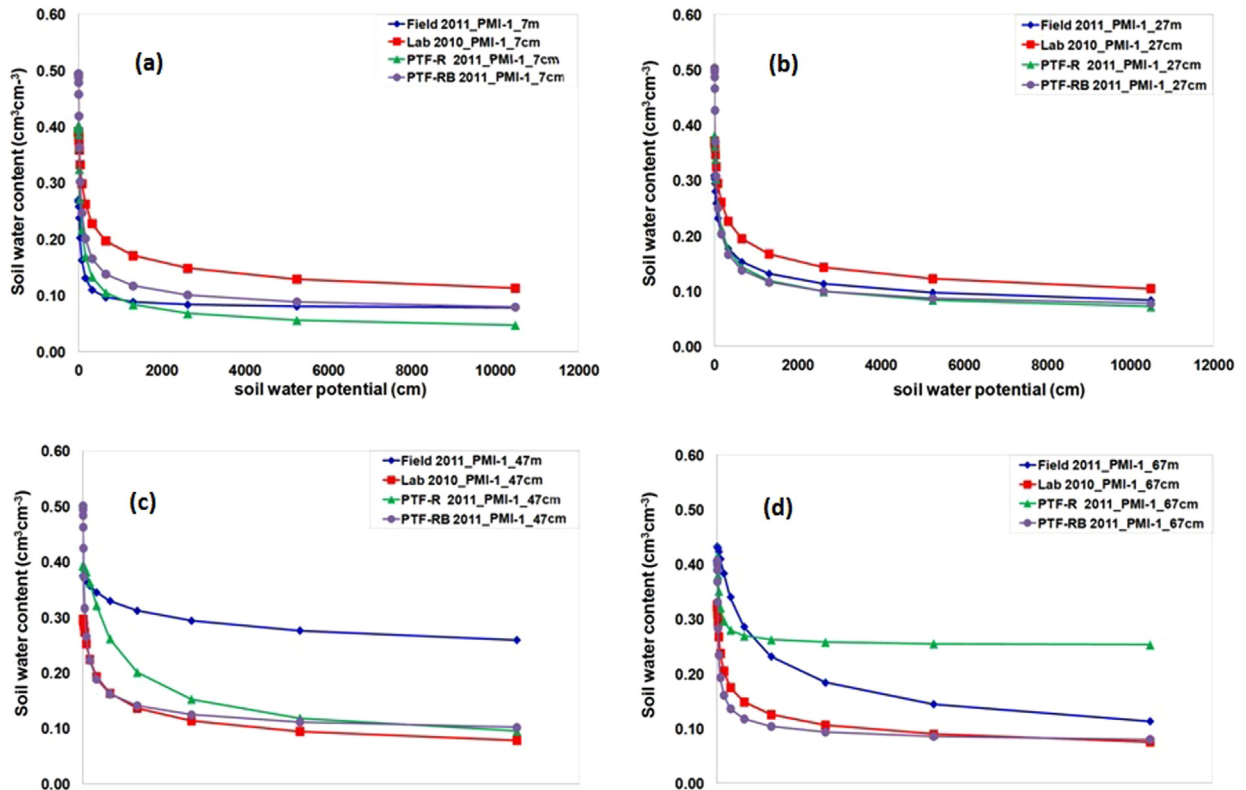 0.60
0.50
0.40
0.30
0.20
0.10
0.00
Soil water content (cm³cm⁻³)
(a)
Field 2011_PMI-1_7m
Lab 2010_PMI-1_7cm
PTF-R 2011_PMI-1_7cm
PTF-RB 2011_PMI-1_7cm
0 2000 4000 6000 8000 10000 12000
soil water potential (cm)
0.60
0.50
0.40
0.30
0.20
0.10
0.00
Soil water content (cm³cm⁻³)
(b)
Field 2011_PMI-1_27m
Lab 2010_PMI-1_27cm
PTF-R 2011_PMI-1_27cm
PTF-RB 2011_PMI-1_27cm
0 2000 4000 6000 8000 10000 12000
soil water potential (cm)
0.60
0.50
0.40
0.30
0.20
0.10
0.00
Soil water content (cm³cm⁻³)
(c)
Field 2011_PMI-1_47m
Lab 2010_PMI-1_47cm
PTF-R 2011_PMI-1_47cm
PTF-RB 2011_PMI-1_47cm
0.60
0.50
0.40
0.30
0.20
0.10
0.00
Soil water content (cm³cm⁻³)
(d)
Field 2011_PMI-1_67m
Lab 2010_PMI-1_67cm
PTF-R 2011_PMI-1_67cm
PTF-RB 2011_PMI-1_67cm